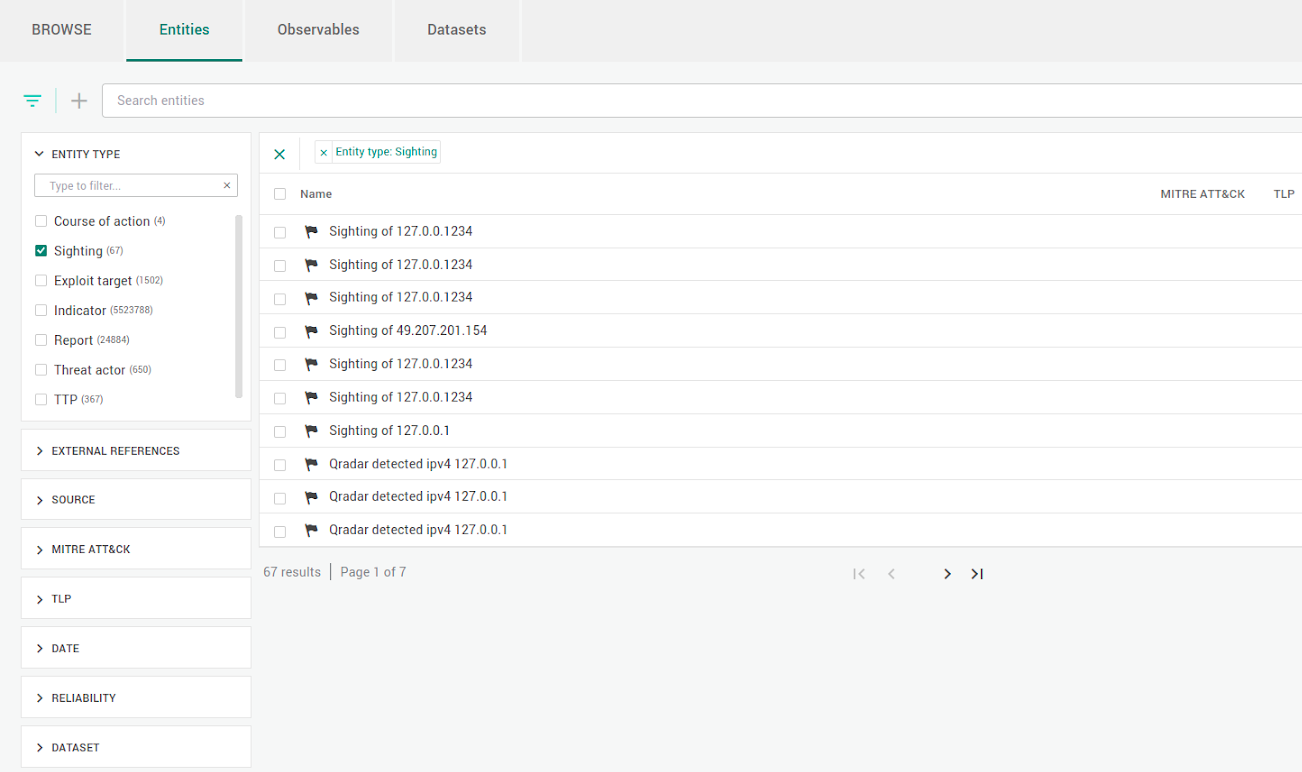 BROWSE Entities Observables Datasets
Search entities
ENTITY TYPE
Type to filter...
Course of action (4)
Sighting (67)
Exploit target (1502)
Indicator (5523788)
Report (24884)
Threat actor (650)
TTP (367)
EXTERNAL REFERENCES
SOURCE
MITRE ATT&CK
TLP
DATE
RELIABILITY
DATASET
Entity type: Sighting
Name MITRE ATT&CK TLP
Sighting of 127.0.0.1234
Sighting of 127.0.0.1234
Sighting of 127.0.0.1234
Sighting of 49.207.201.154
Sighting of 127.0.0.1234
Sighting of 127.0.0.1234
Sighting of 127.0.0.1
Qradar detected ipv4 127.0.0.1
Qradar detected ipv4 127.0.0.1
Qradar detected ipv4 127.0.0.1
67 results | Page 1 of 7